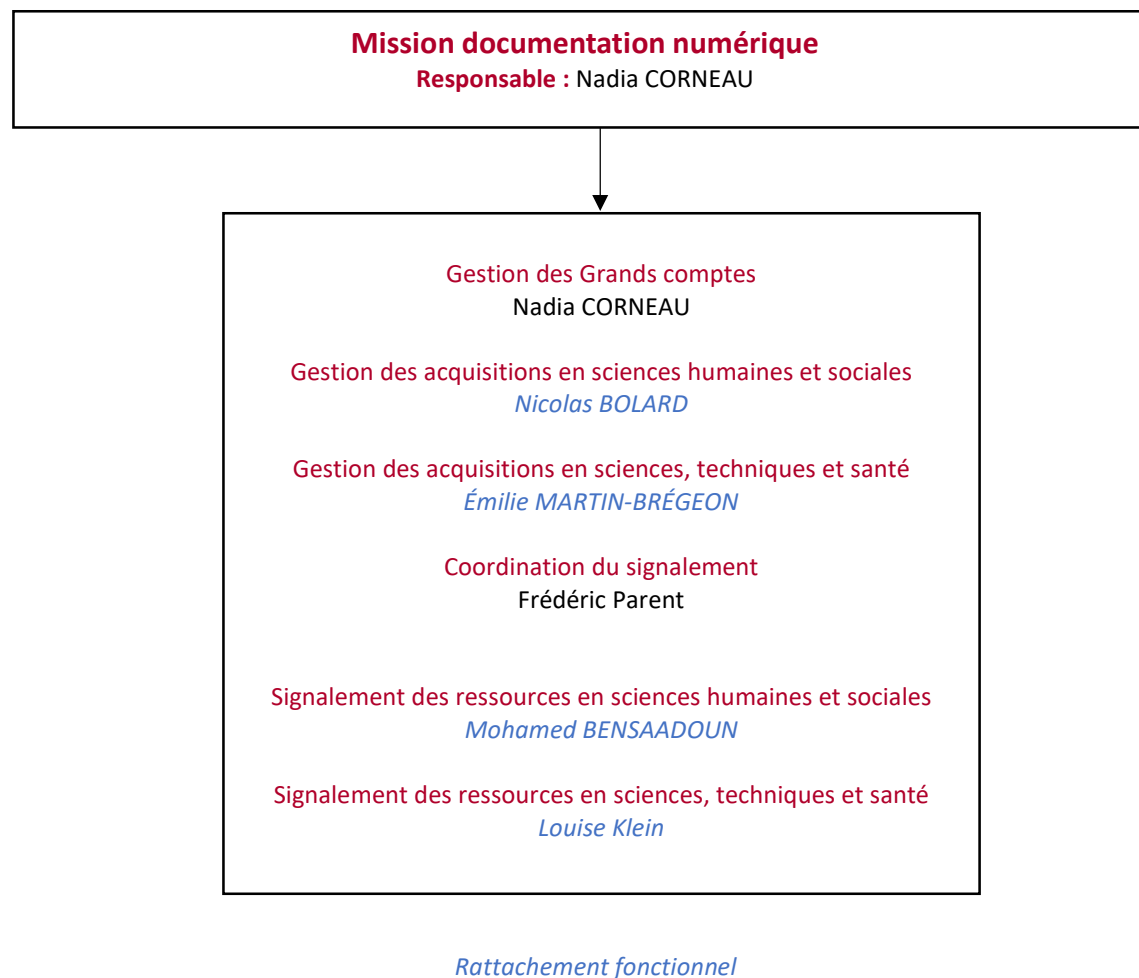 Mission documentation numérique
Responsable : Nadia CORNEAU
Gestion des Grands comptes
Nadia CORNEAU
Gestion des acquisitions en sciences humaines et sociales
Nicolas BOLARD
Gestion des acquisitions en sciences, techniques et santé
Émilie MARTIN-BRÉGEON
Coordination du signalement
Frédéric Parent
Signalement des ressources en sciences humaines et sociales
Mohamed BENSAADOUN
Signalement des ressources en sciences, techniques et santé
Louise Klein
Rattachement fonctionnel